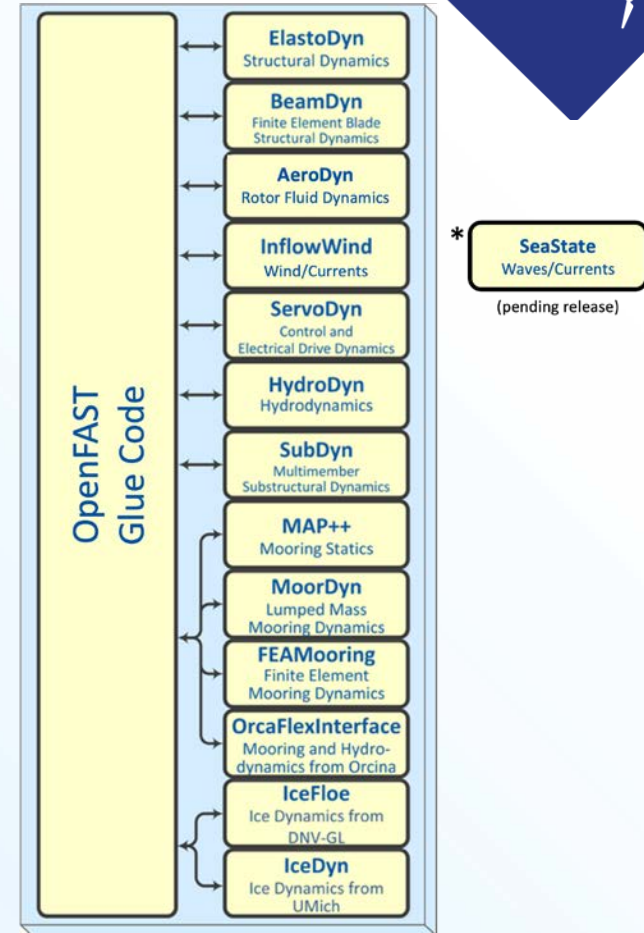 OpenFAST
Glue Code
ElastoDyn
Structural Dynamics
BeamDyn
Finite Element Blade
Structural Dynamics
AeroDyn
Rotor Fluid Dynamics
InflowWind
Wind/Currents
ServoDyn
Control and
Electrical Drive Dynamics
HydroDyn
Hydrodynamics
SubDyn
Multimember
Substructural Dynamics
MAP++
Mooring Statics
MoorDyn
Lumped Mass
Mooring Dynamics
FEAMooring
Finite Element
Mooring Dynamics
OrcaFlexInterface
Mooring and Hydro-
dynamics from Orcina
IceFloe
Ice Dynamics from
DNV-GL
IceDyn
Ice Dynamics from
UMich
*
SeaState
Waves/Currents
(pending release)